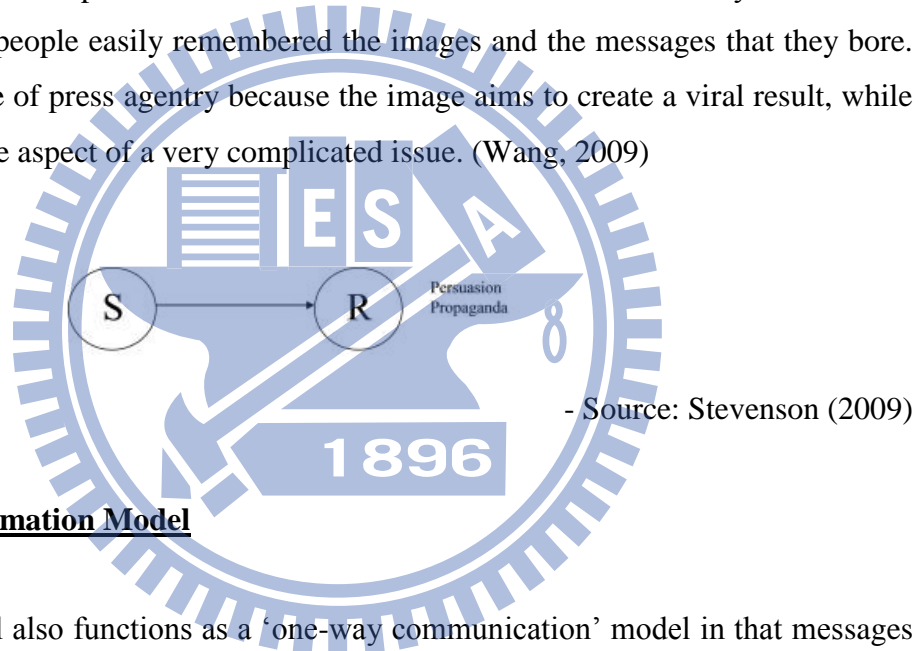 people easily remembered the images and the messages that they bore.
of press agentry because the image aims to create a viral result, while
aspect of a very complicated issue. (Wang, 2009)
E S A
S R Persuasion
Propaganda
8
- Source: Stevenson (2009)
1896
mation Model
also functions as a ‘one-way communication’ model in that messages